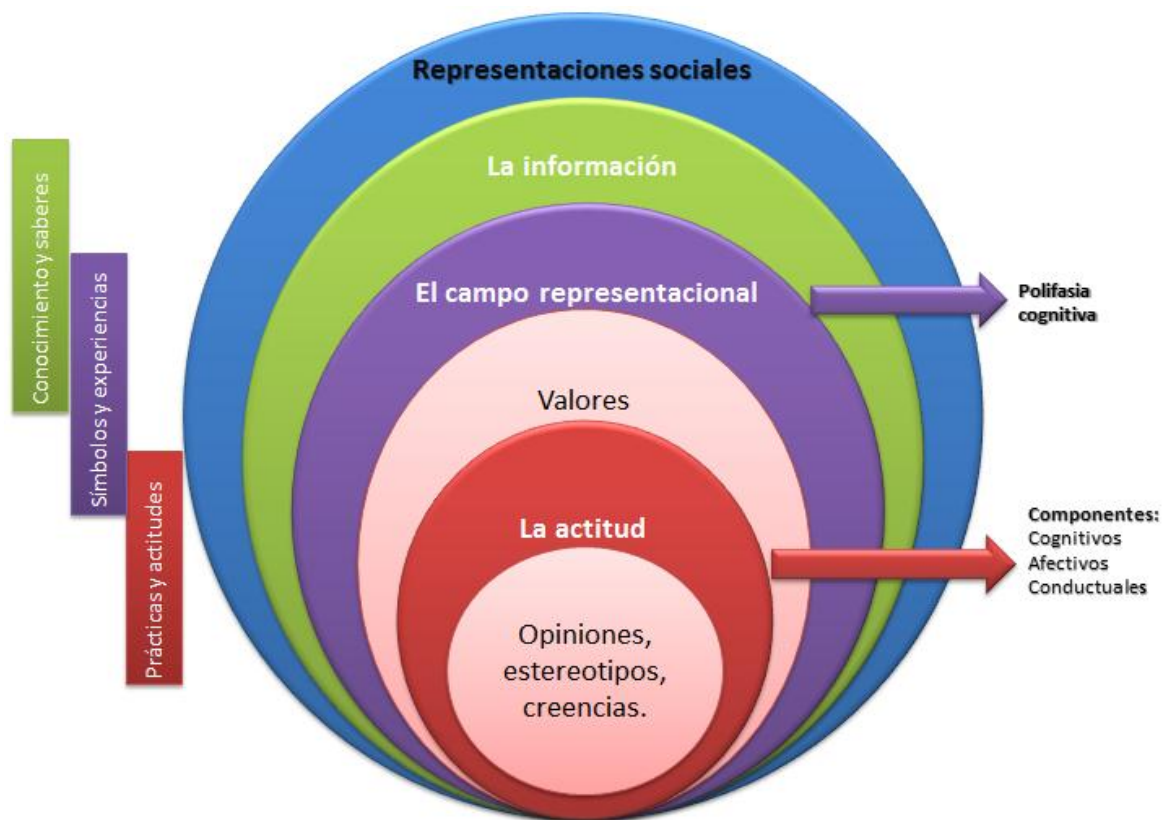 Representaciones sociales
La información
El campo representacional
Valores
La actitud
Opiniones,
estereotipos,
creencias.
Conocimiento y saberes
Símbolos y experiencias
Prácticas y actitudes
Polifasia
cognitiva
Componentes:
Cognitivos
Afectivos
Conductuales